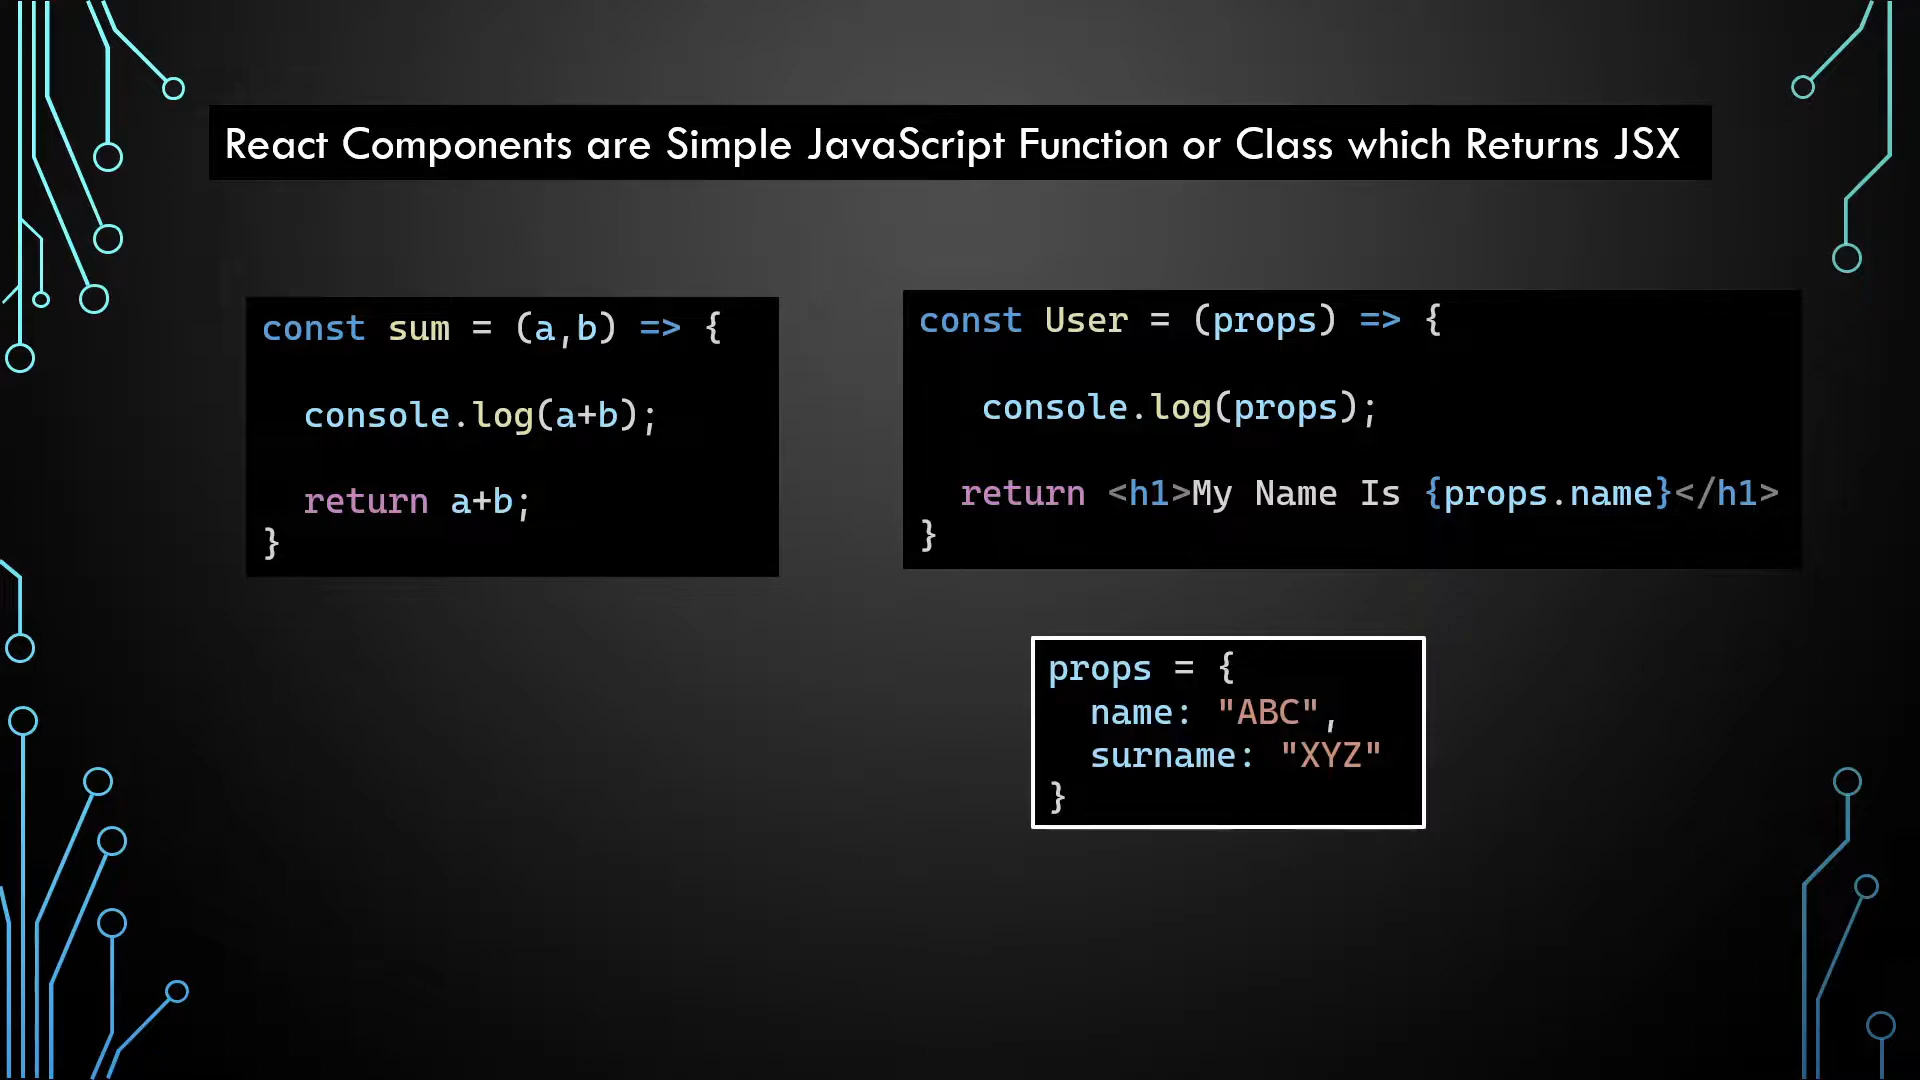 React Components are Simple JavaScript Function or Class which Returns JSX
const sum = (a,b) => {
console.log(a+b);
return a+b;
}
const User = (props) => {
console.log(props);
return <h1>My Name Is {props.name}</h1>
}
props = {
name: "ABC",
surname: "XYZ"
}